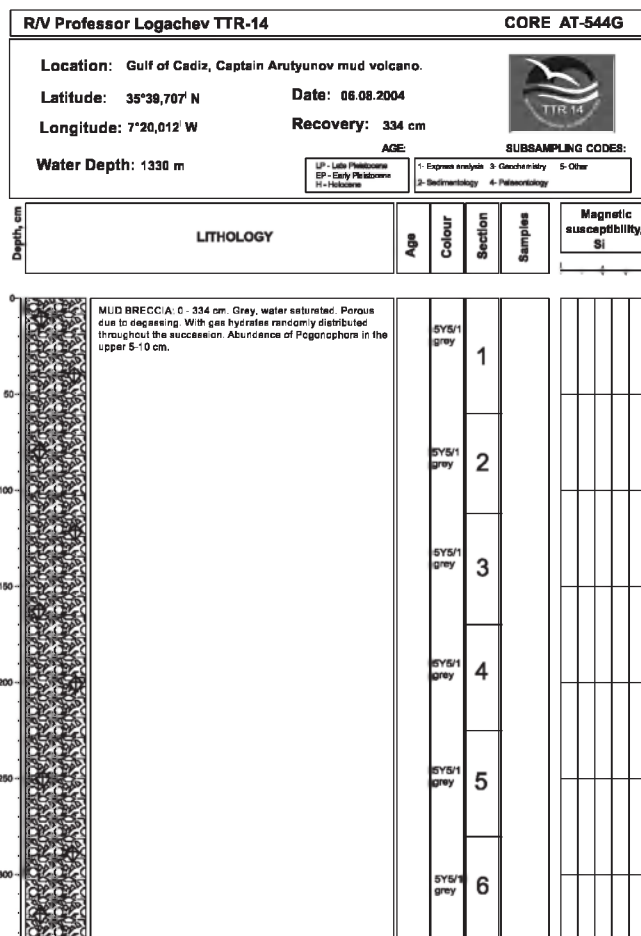 R/V Professor Logachev TTR-14 CORE AT-544G
Location: Gulf of Cadiz, Captain Arutyunov mud volcano.
Latitude: 35°39,707' N Date: 06.08.2004
Longitude: 7°20,012' W Recovery: 334 cm
Water Depth: 1330 m
TTR 14
AGE:
LP - Late Pleistocene
EP - Early Pleistocene
H - Holocene
SUBSAMPLING CODES:
1- Express analysis 3- Geochemistry 5- Other
2- Sedimentology 4- Palaeontology
Depth, cm
LITHOLOGY
Age
Colour
Section
Samples
Magnetic
susceptibility,
Si
MUD BRECCIA: 0 - 334 cm. Grey, water saturated. Porous
due to degassing. With gas hydrates randomly distributed
throughout the succession. Abundance of Pogonophora in the
upper 5-10 cm.
0
5Y5/1
grey
1
50
5Y5/1
grey
2
100
5Y5/1
grey
3
150
5Y5/1
grey
4
200
5Y5/1
grey
5
250
5Y5/1
grey
6
300